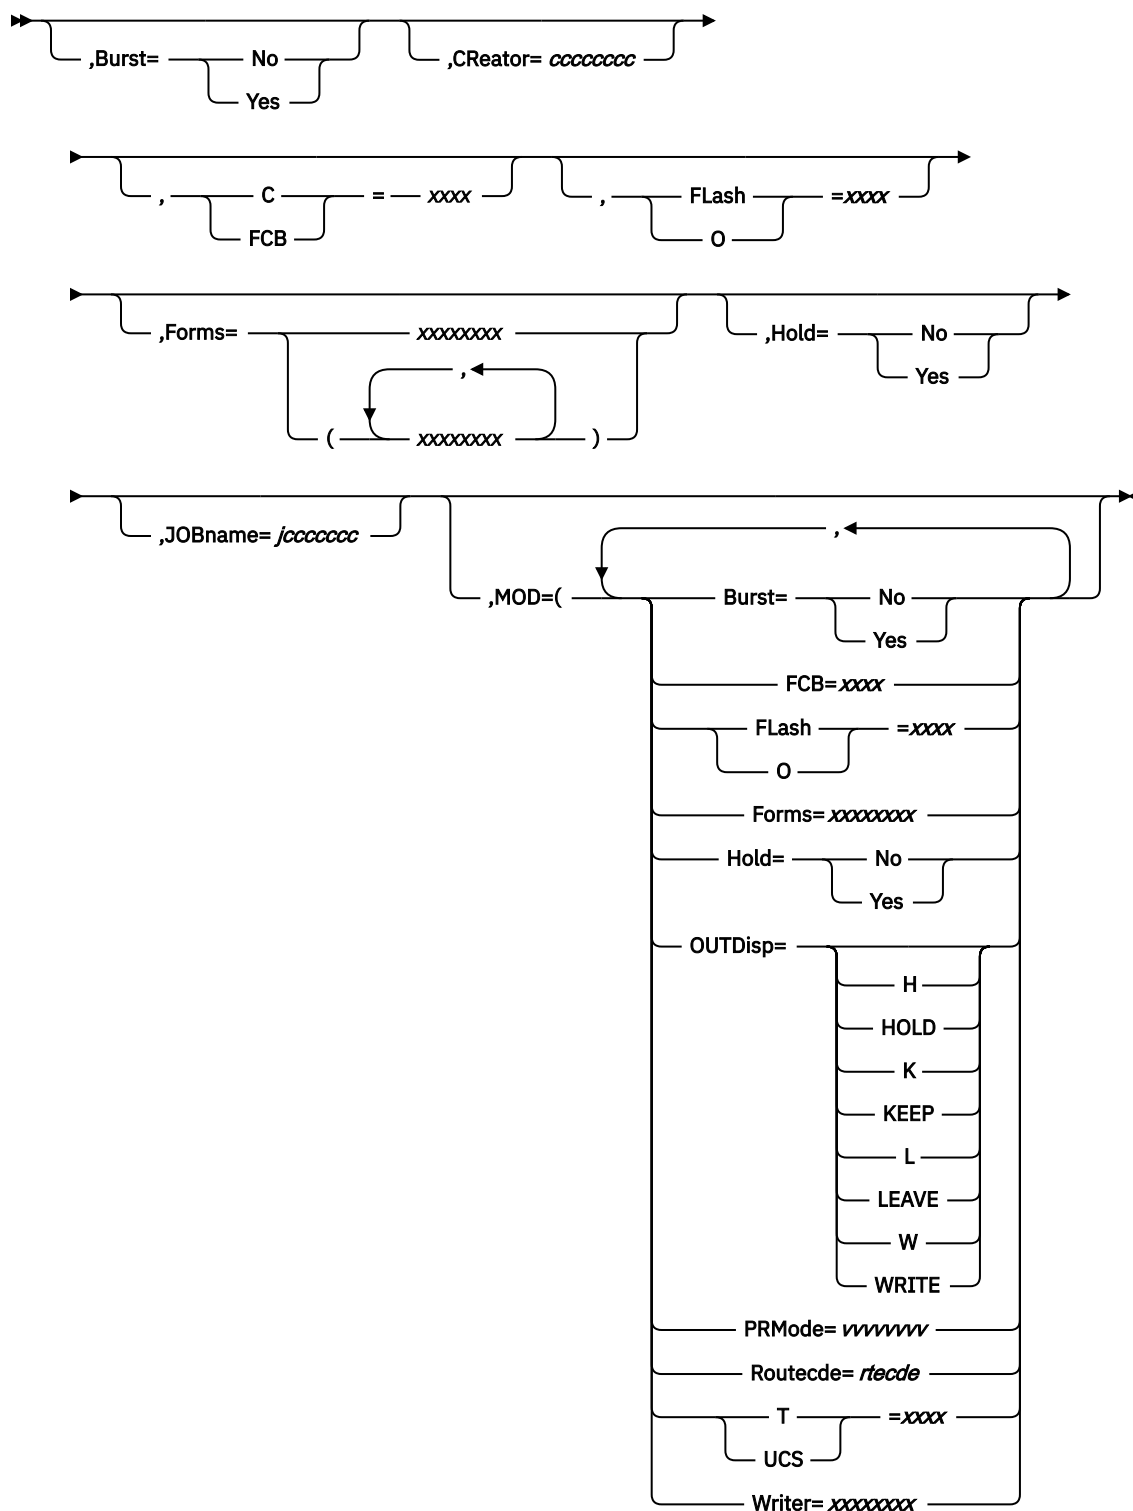 ,Burst= No ,CReator= cccccccc
Yes
, C = xxxx , FLash =xxxx
FCB O
,Forms= xxxxxxxx ,Hold= No
, Yes
( xxxxxxxx )
,JOBname= jccccccc
,
,MOD=( Burst= No
Yes
FCB=xxxx
FLash =xxxx
O
Forms=xxxxxxxx
Hold= No
Yes
OUTDisp=
H
HOLD
K
KEEP
L
LEAVE
W
WRITE
PRMode=vvvvvvvv
Routecde=rtecde
T =xxxx
UCS
Writer=xxxxxxxx